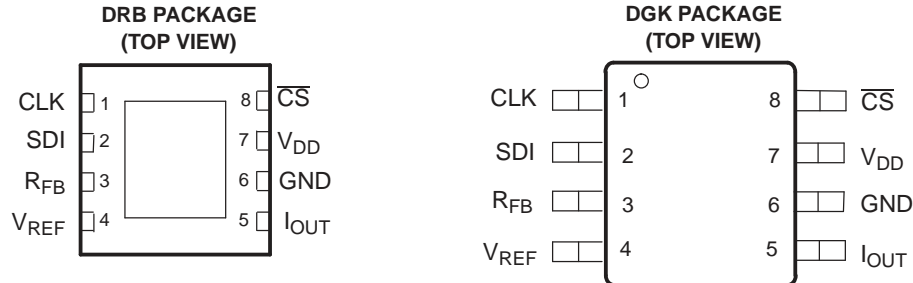 DRB PACKAGE
(TOP VIEW)
CLK 1 8 C̅S̅
SDI 2 7 VDD
RFB 3 6 GND
VREF 4 5 IOUT
DGK PACKAGE
(TOP VIEW)
CLK 1 8 C̅S̅
SDI 2 7 VDD
RFB 3 6 GND
VREF 4 5 IOUT